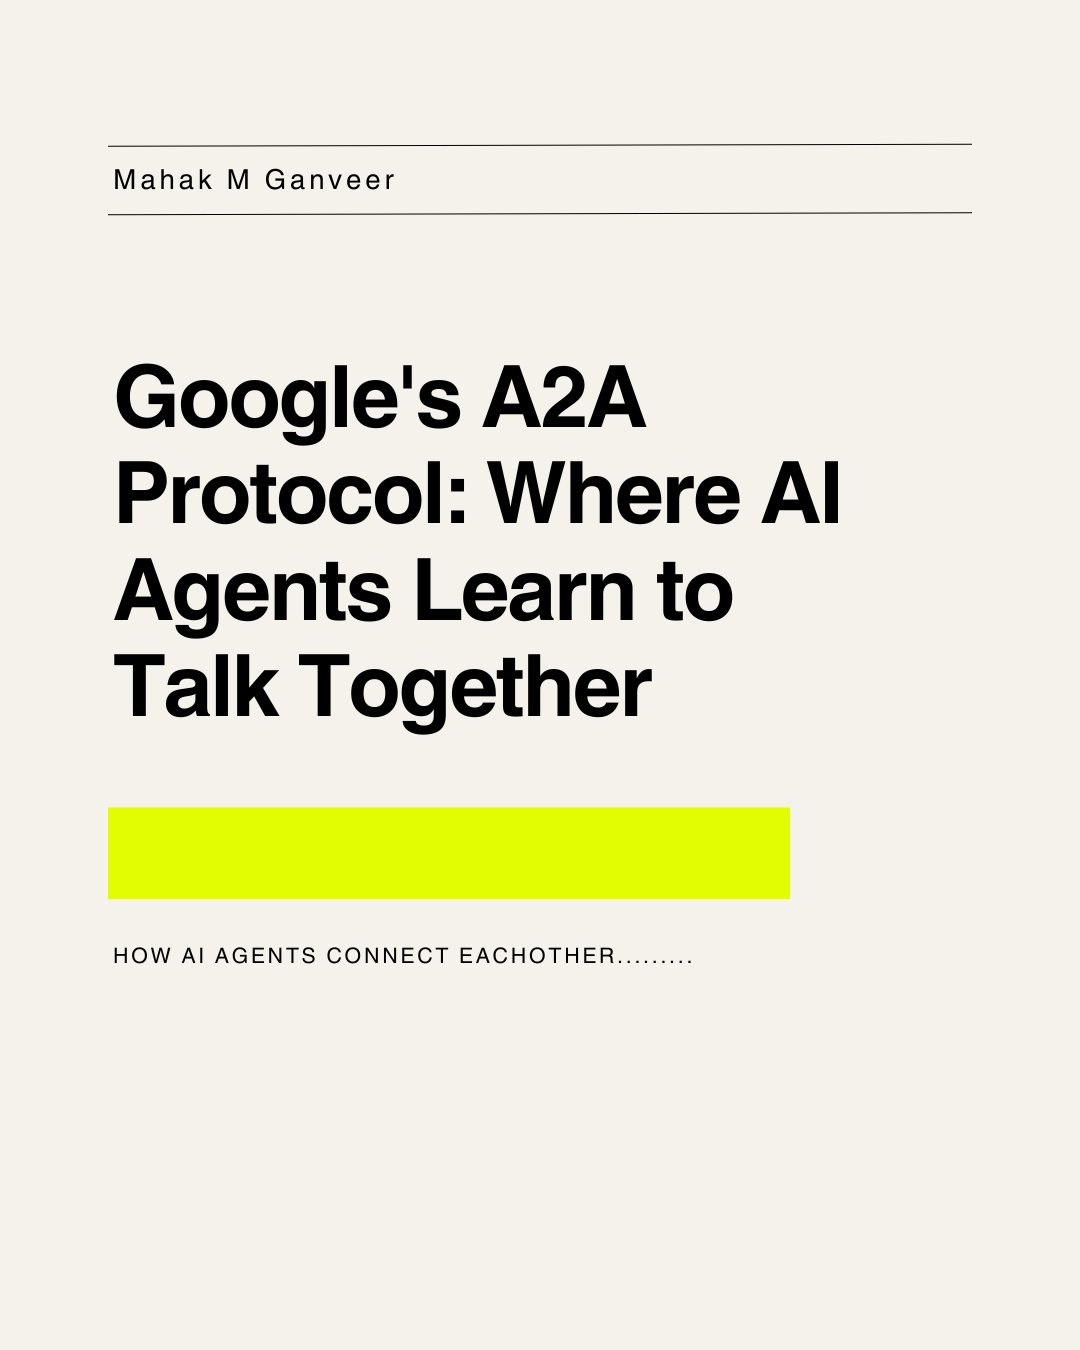 Mahak M Ganveer
Google's A2A
Protocol: Where AI
Agents Learn to
Talk Together
HOW AI AGENTS CONNECT EACHOTHER.........